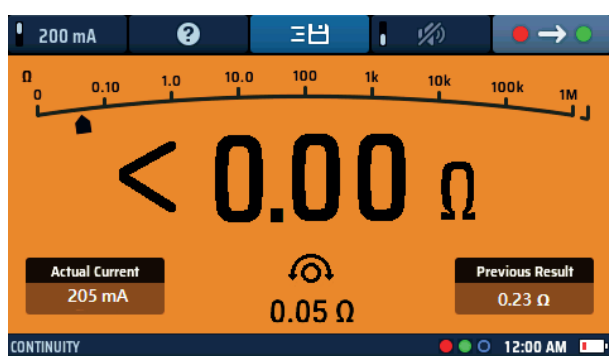 200 mA ?
Ω 0 0.10 1.0 10.0 100 1k 10k 100k 1M
< 0.00 Ω
Actual Current
205 mA
0.05 Ω
Previous Result
0.23 Ω
CONTINUITY 12:00 AM